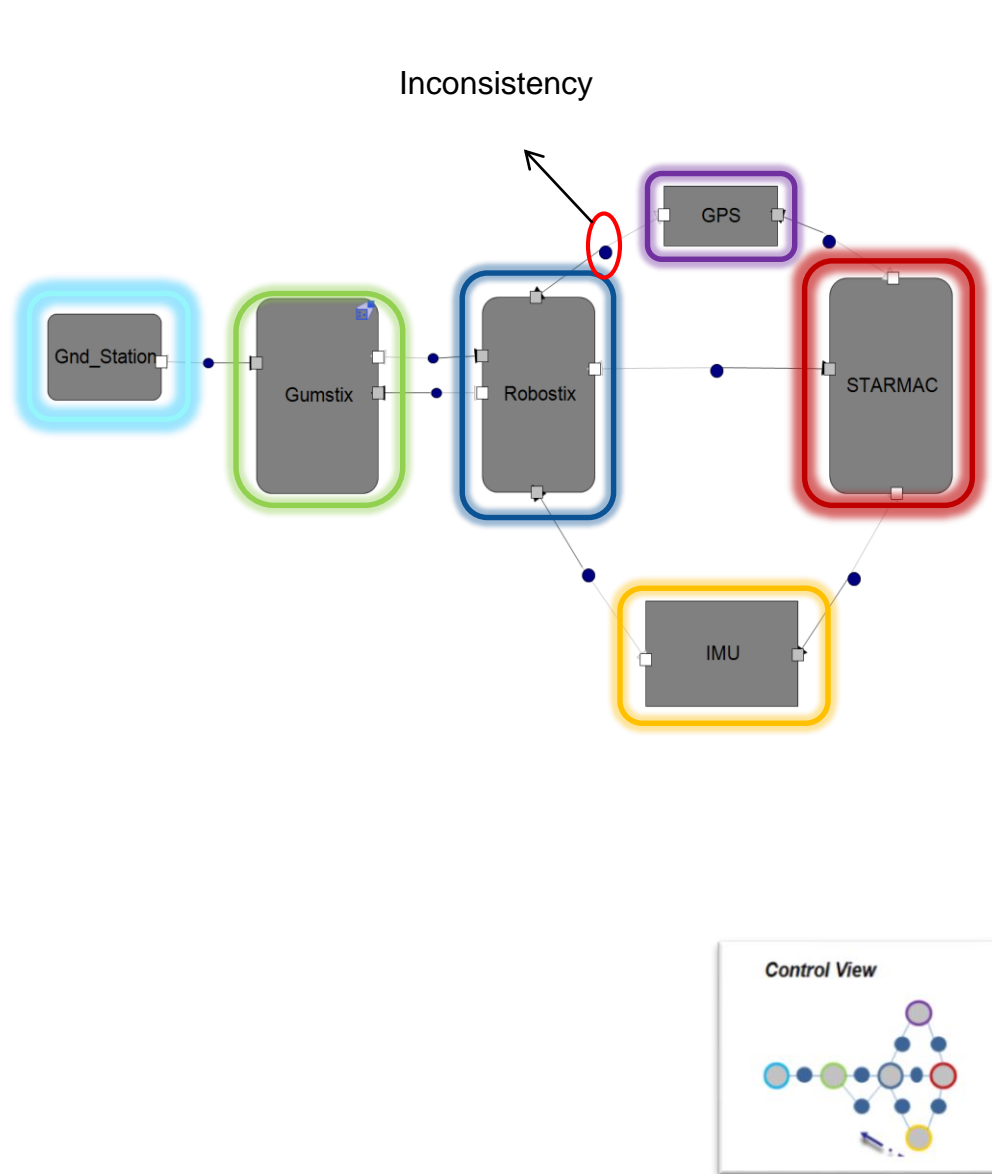 Inconsistency
GPS
Gnd_Station
Gumstix
Robostix
STARMAC
IMU
Control View